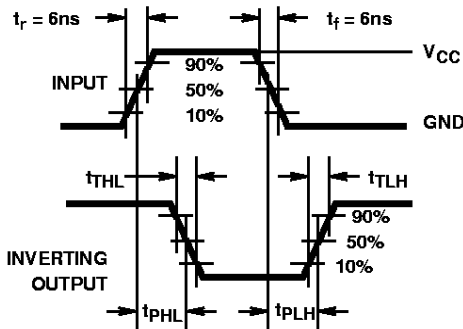 tr = 6ns
tf = 6ns
VCC
90%
INPUT
50%
10%
GND
tTHL
tTLH
90%
50%
INVERTING
OUTPUT
10%
tPHL
tPLH